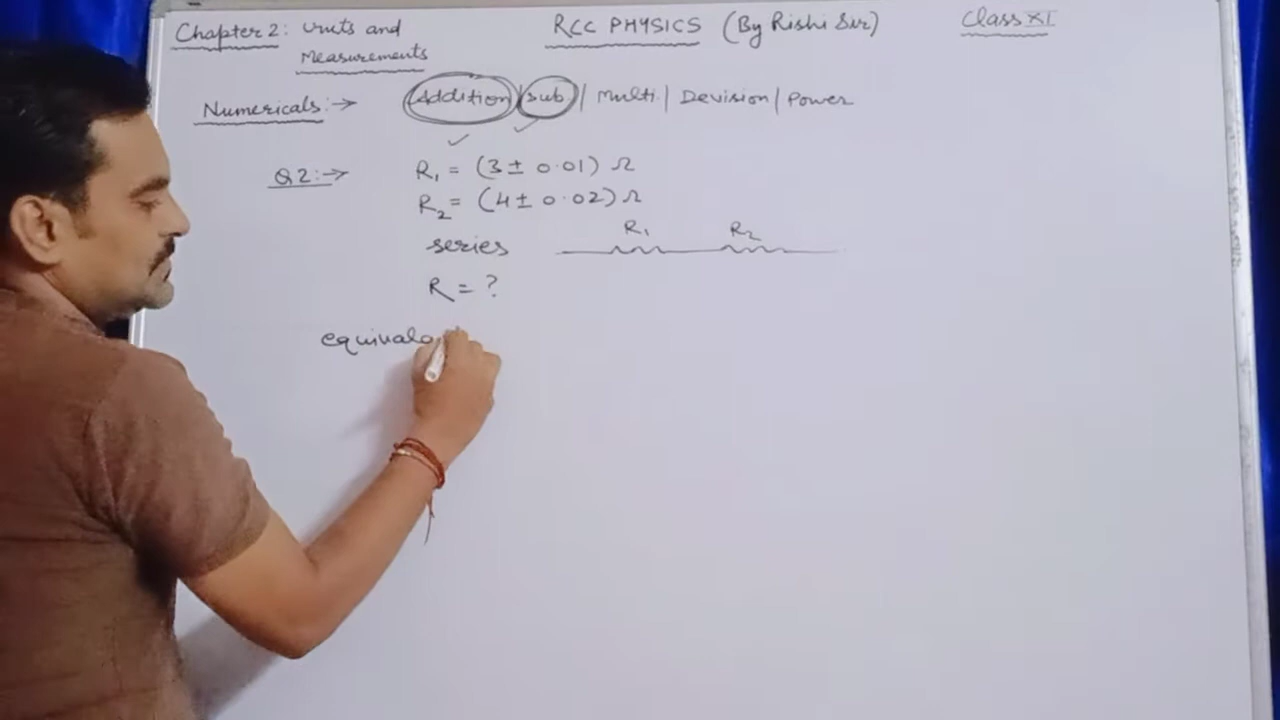 Chapter 2: Units and Measurements
RCC PHYSICS (By Rishi Sir)
Class XI
Numericals:→ Addition / Sub / Multi. / Devision / Power
Q2:→ R₁ = (3 ± 0.01) Ω
R₂ = (4 ± 0.02) Ω
series R₁ R₂
R = ?
equivale